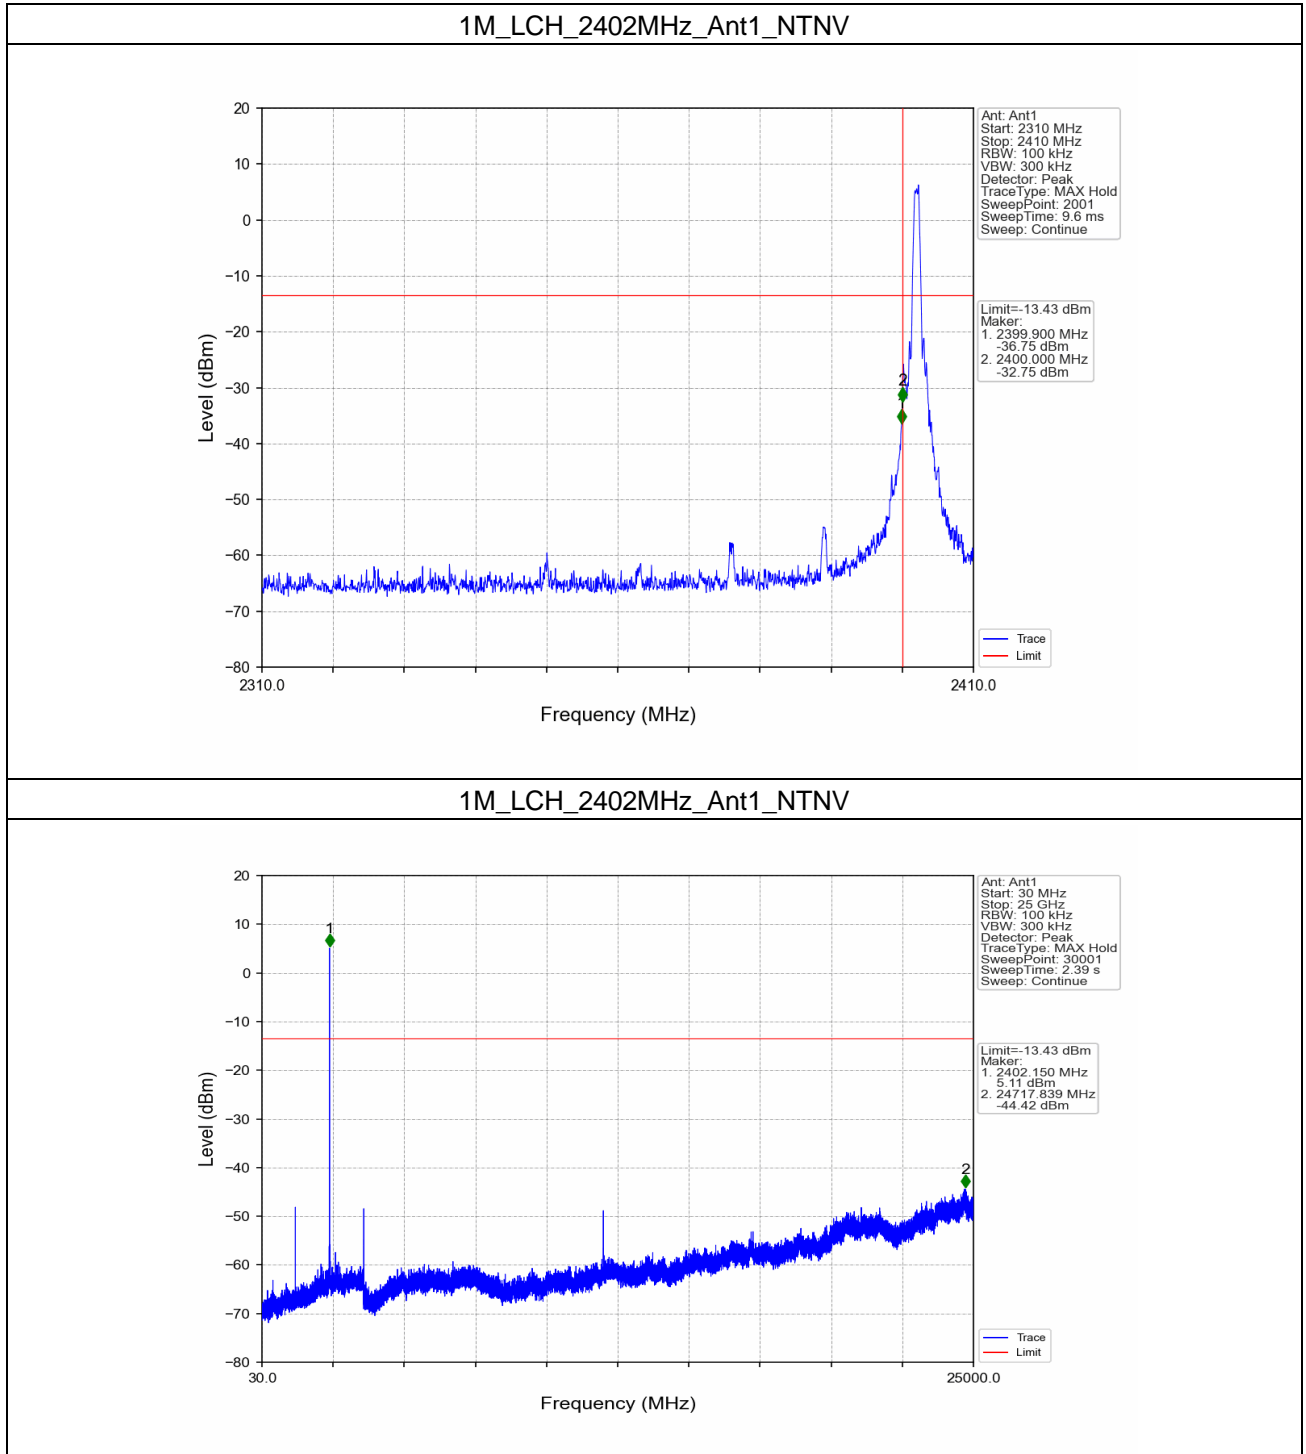 1M_LCH_2402MHz_Ant1_NTNV
20
10
0
−10
−20
−30
−40
−50
−60
−70
−80
Level (dBm)
2310.0
2410.0
Frequency (MHz)
2
1
Ant: Ant1
Start: 2310 MHz
Stop: 2410 MHz
RBW: 100 kHz
VBW: 300 kHz
Detector: Peak
TraceType: MAX Hold
SweepPoint: 2001
SweepTime: 9.6 ms
Sweep: Continue
Limit=-13.43 dBm
Maker:
1. 2399.900 MHz
-36.75 dBm
2. 2400.000 MHz
-32.75 dBm
Trace
Limit
1M_LCH_2402MHz_Ant1_NTNV
20
10
0
−10
−20
−30
−40
−50
−60
−70
−80
Level (dBm)
30.0
25000.0
Frequency (MHz)
1
2
Ant: Ant1
Start: 30 MHz
Stop: 25 GHz
RBW: 100 kHz
VBW: 300 kHz
Detector: Peak
TraceType: MAX Hold
SweepPoint: 30001
SweepTime: 2.39 s
Sweep: Continue
Limit=-13.43 dBm
Maker:
1. 2402.150 MHz
5.11 dBm
2. 24717.839 MHz
-44.42 dBm
Trace
Limit